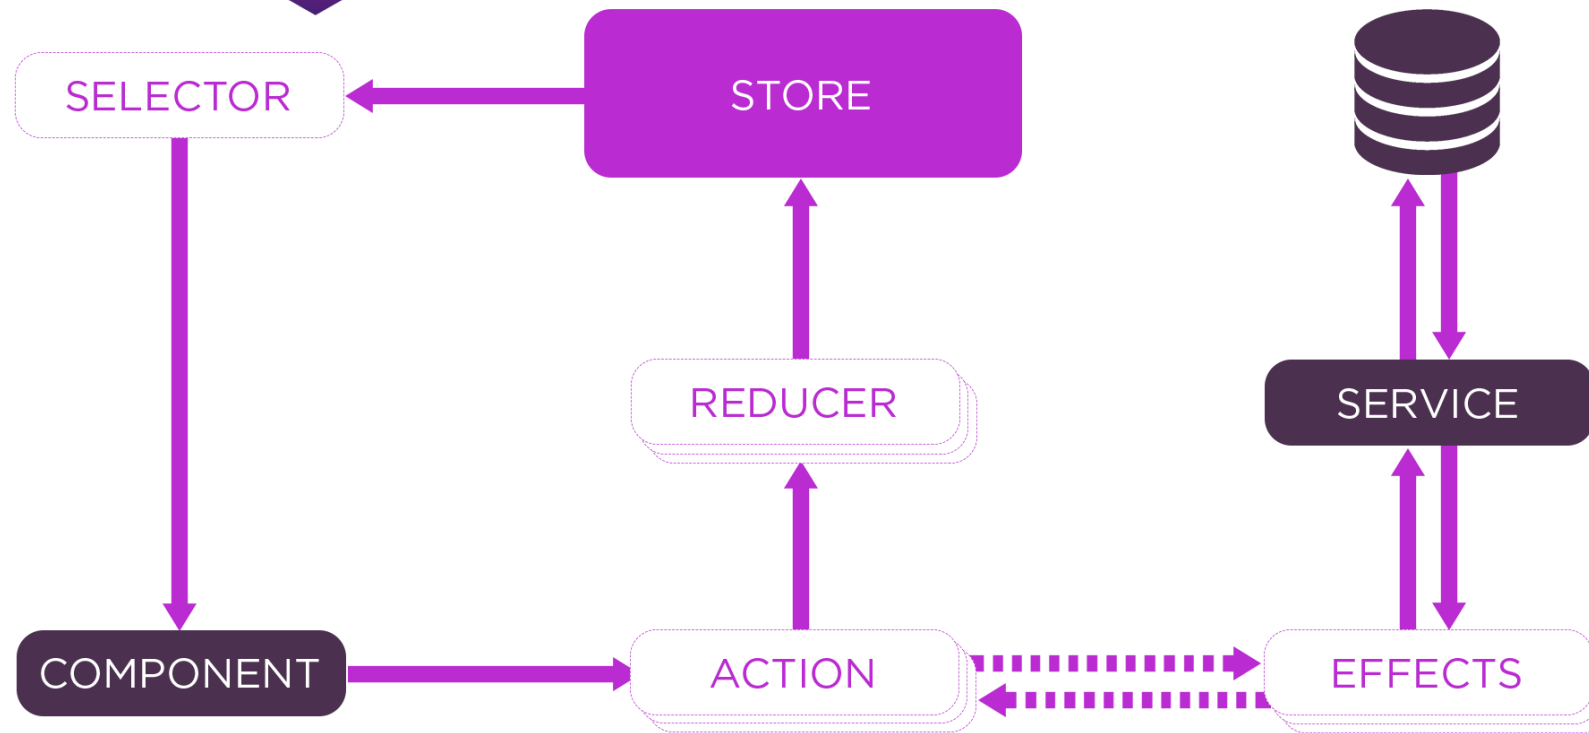 SELECTOR
STORE
REDUCER
SERVICE
COMPONENT
ACTION
EFFECTS